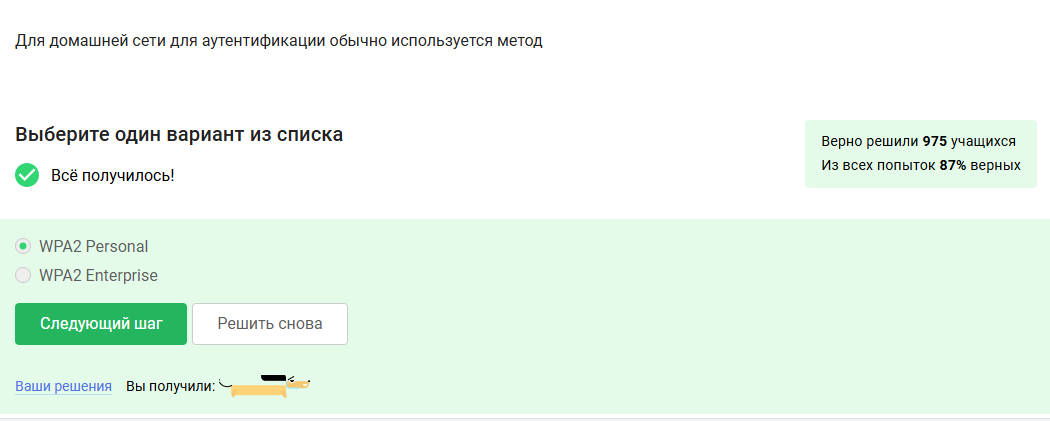 Для домашней сети для аутентификации обычно используется метод
Выберите один вариант из списка
Всё получилось!
Верно решили 975 учащихся
Из всех попыток 87% верных
WPA2 Personal
WPA2 Enterprise
Следующий шаг
Решить снова
Ваши решения
Вы получили: